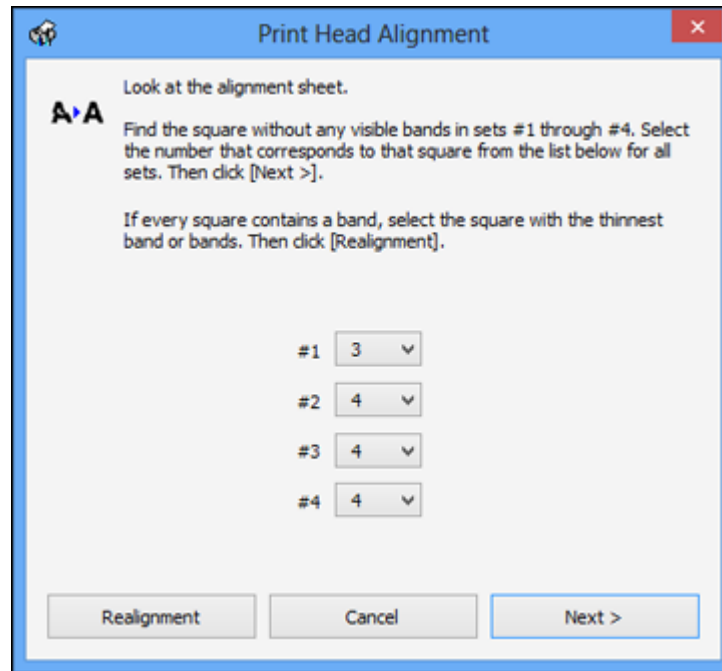 Print Head Alignment
A A
Look at the alignment sheet.
Find the square without any visible bands in sets #1 through #4. Select
the number that corresponds to that square from the list below for all
sets. Then click [Next >].
If every square contains a band, select the square with the thinnest
band or bands. Then click [Realignment].
#1 3
#2 4
#3 4
#4 4
Realignment Cancel Next >